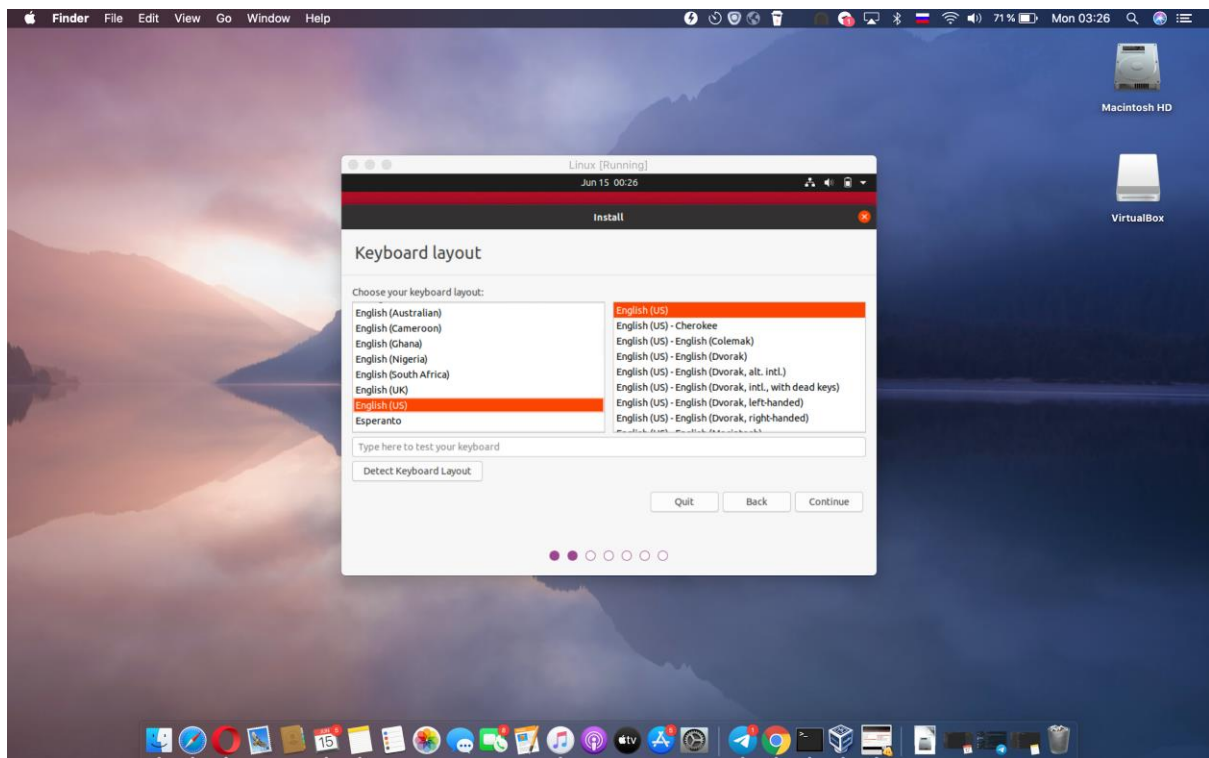 Finder File Edit View Go Window Help
71 % Mon 03:26
Macintosh HD
VirtualBox
Linux [Running]
Jun 15 00:26
Install
Keyboard layout
Choose your keyboard layout:
English (Australian)
English (Cameroon)
English (Ghana)
English (Nigeria)
English (South Africa)
English (UK)
English (US)
Esperanto
English (US)
English (US) - Cherokee
English (US) - English (Colemak)
English (US) - English (Dvorak)
English (US) - English (Dvorak, alt. intl.)
English (US) - English (Dvorak, intl., with dead keys)
English (US) - English (Dvorak, left-handed)
English (US) - English (Dvorak, right-handed)
English (US) - English (Macintosh)
Type here to test your keyboard
Detect Keyboard Layout
Quit Back Continue
15
tv